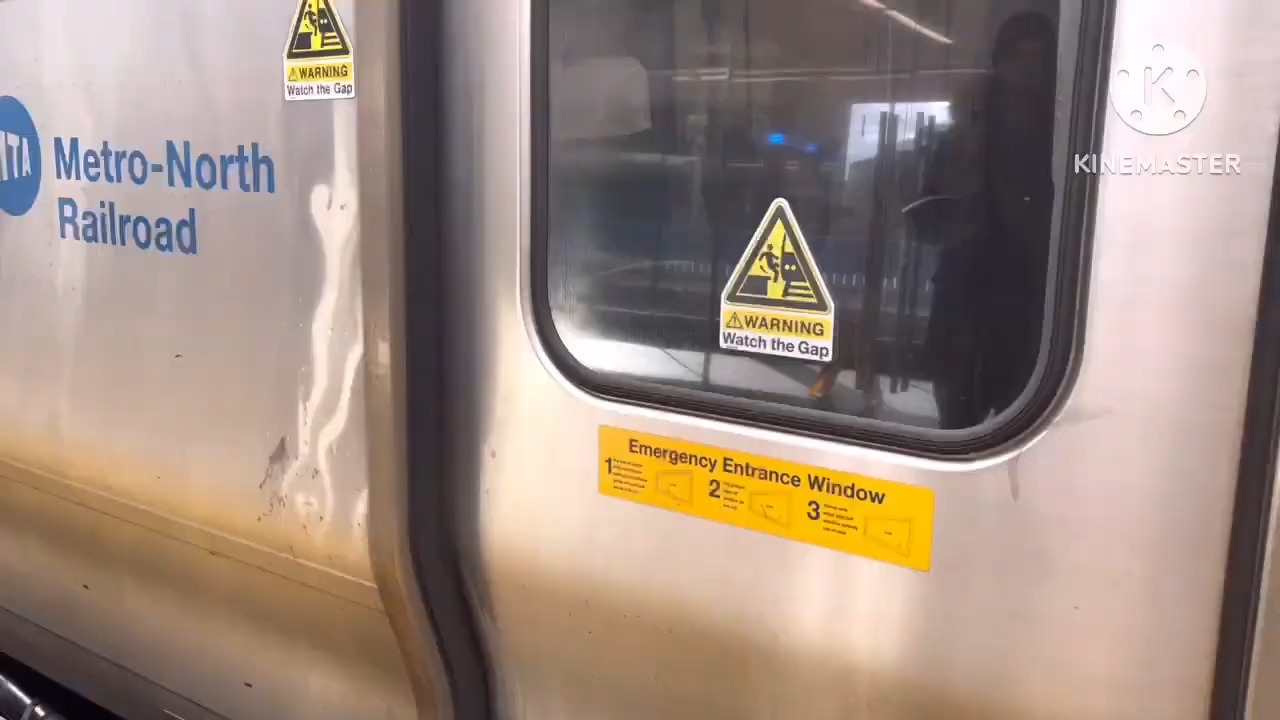 WARNING
Watch the Gap
MTA
Metro-North
Railroad
K
KINEMASTER
WARNING
Watch the Gap
Emergency Entrance Window
1
2
3